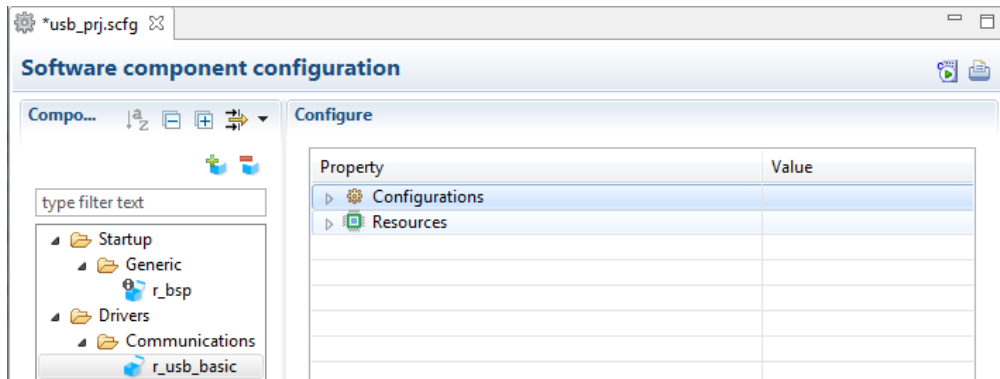 *usb_prj.scfg
Software component configuration
Compo...
Configure
type filter text
Startup
Generic
r_bsp
Drivers
Communications
r_usb_basic
Property Value
Configurations
Resources